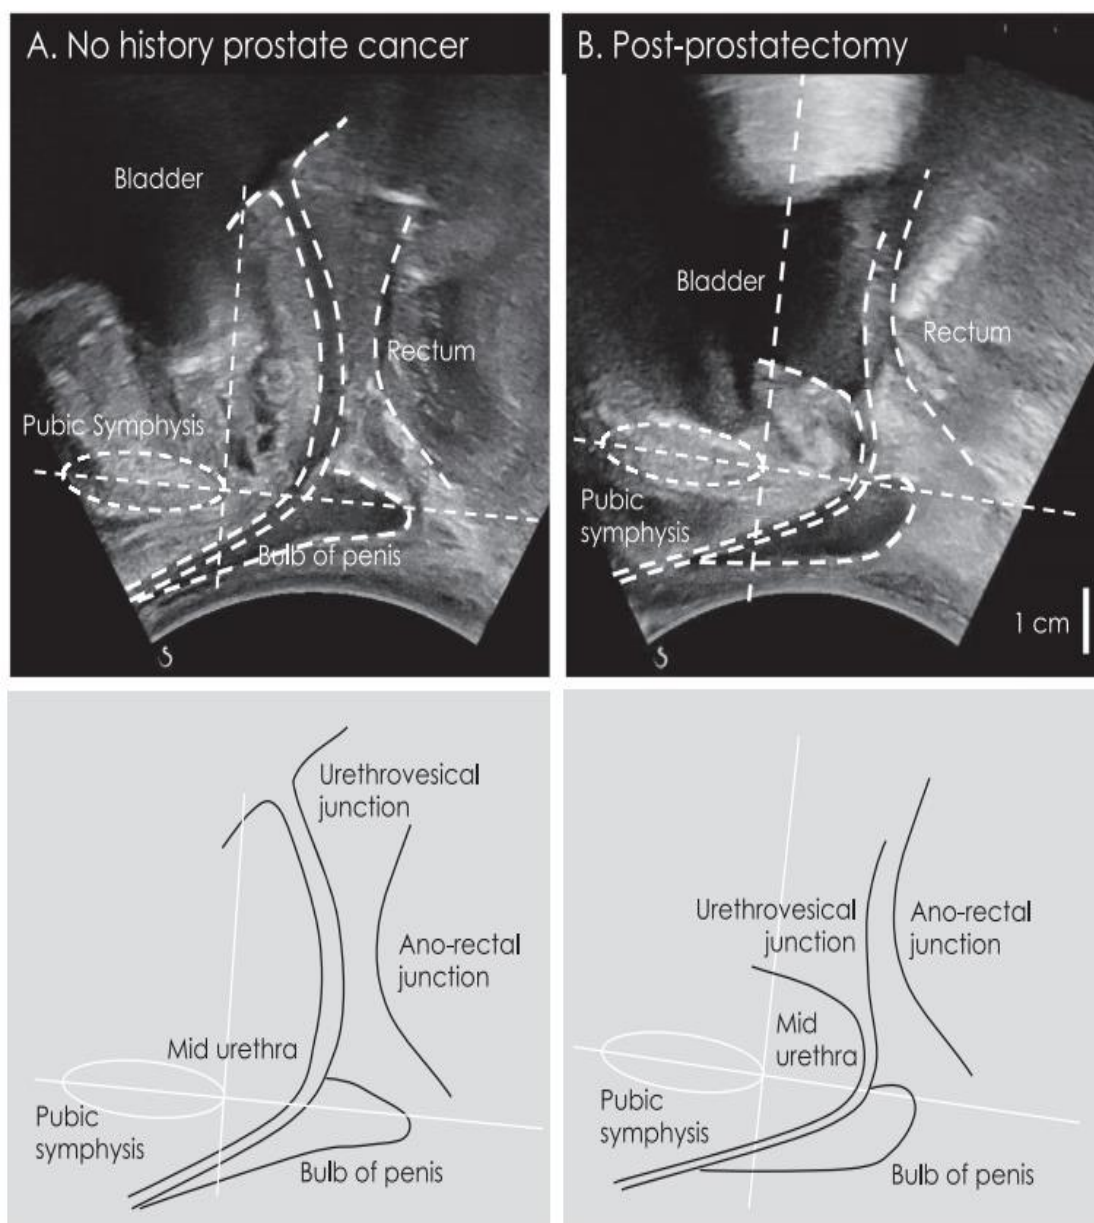 A. No history prostate cancer
Bladder
Rectum
Pubic Symphysis
Bulb of penis
B. Post-prostatectomy
Bladder
Rectum
Pubic
symphysis
1 cm
Urethrovesical
junction
Ano-rectal
junction
Mid urethra
Pubic
symphysis
Bulb of penis
Urethrovesical
junction
Ano-rectal
junction
Mid
urethra
Pubic
symphysis
Bulb of penis